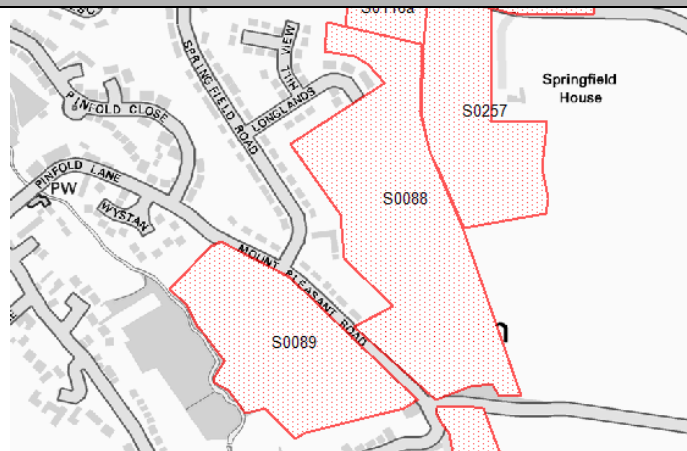 S0116a
VIEW
HILL
SPRINGFIELD ROAD
LONGLANDS
Springfield
House
PINFOLD CLOSE
S0257
PINFOLD LANE
PW
S0088
WYSTAN
MOUNT PLEASANT ROAD
S0089